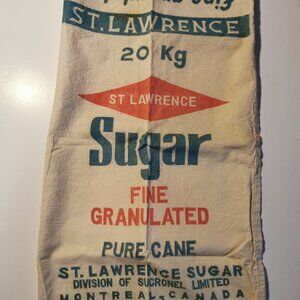 ST. LAWRENCE
20 Kg
ST LAWRENCE
Sugar
FINE
GRANULATED
PURE CANE
ST. LAWRENCE SUGAR
DIVISION OF SUCRONEL LIMITED
MONTREAL, CANADA